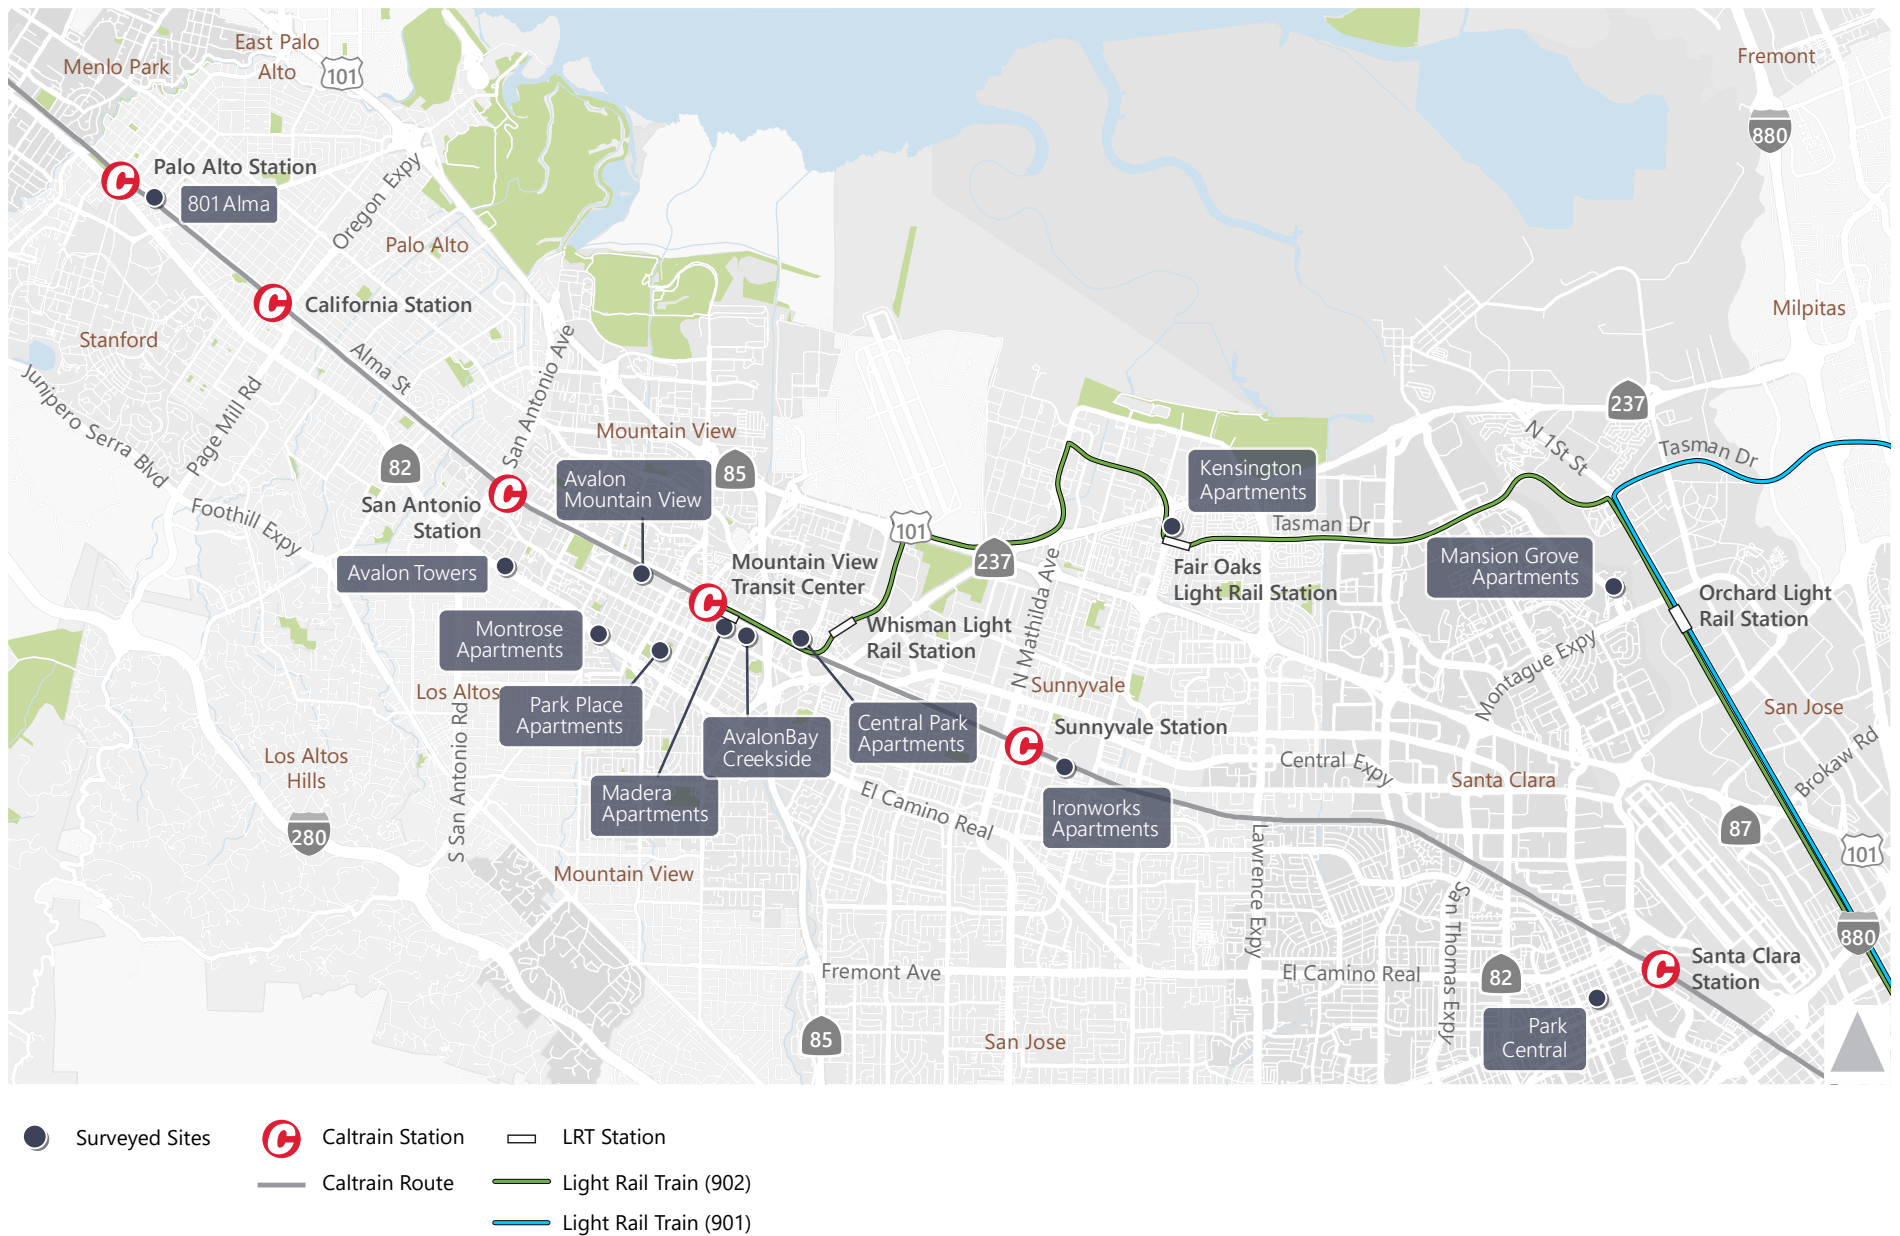 East Palo
Alto
Menlo Park
101
Fremont
880
Palo Alto Station
801 Alma
Oregon Expy
Palo Alto
California Station
Stanford
Alma St
San Antonio Ave
Milpitas
Junipero Serra Blvd
Page Mill Rd
237
Mountain View
N 1St St
Tasman Dr
82
85
Avalon
Mountain View
Kensington
Apartments
San Antonio
Station
Foothill Expy
101
Tasman Dr
237
Mountain View
Transit Center
Avalon Towers
Mansion Grove
Apartments
Fair Oaks
Light Rail Station
N Mathilda Ave
Orchard Light
Rail Station
Montrose
Apartments
Whisman Light
Rail Station
Montague Expy
Los Altos
Sunnyvale
Park Place
Apartments
San Jose
AvalonBay
Creekside
Central Park
Apartments
Sunnyvale Station
S San Antonio Rd
Los Altos
Hills
Central Expy
Santa Clara
Brokaw Rd
Madera
Apartments
El Camino Real
Ironworks
Apartments
280
87
101
Lawrence Expy
Mountain View
San Thomas Expy
880
Fremont Ave
El Camino Real
82
Santa Clara
Station
85
San Jose
Park
Central
Surveyed Sites
C Caltrain Station
LRT Station
Caltrain Route
Light Rail Train (902)
Light Rail Train (901)